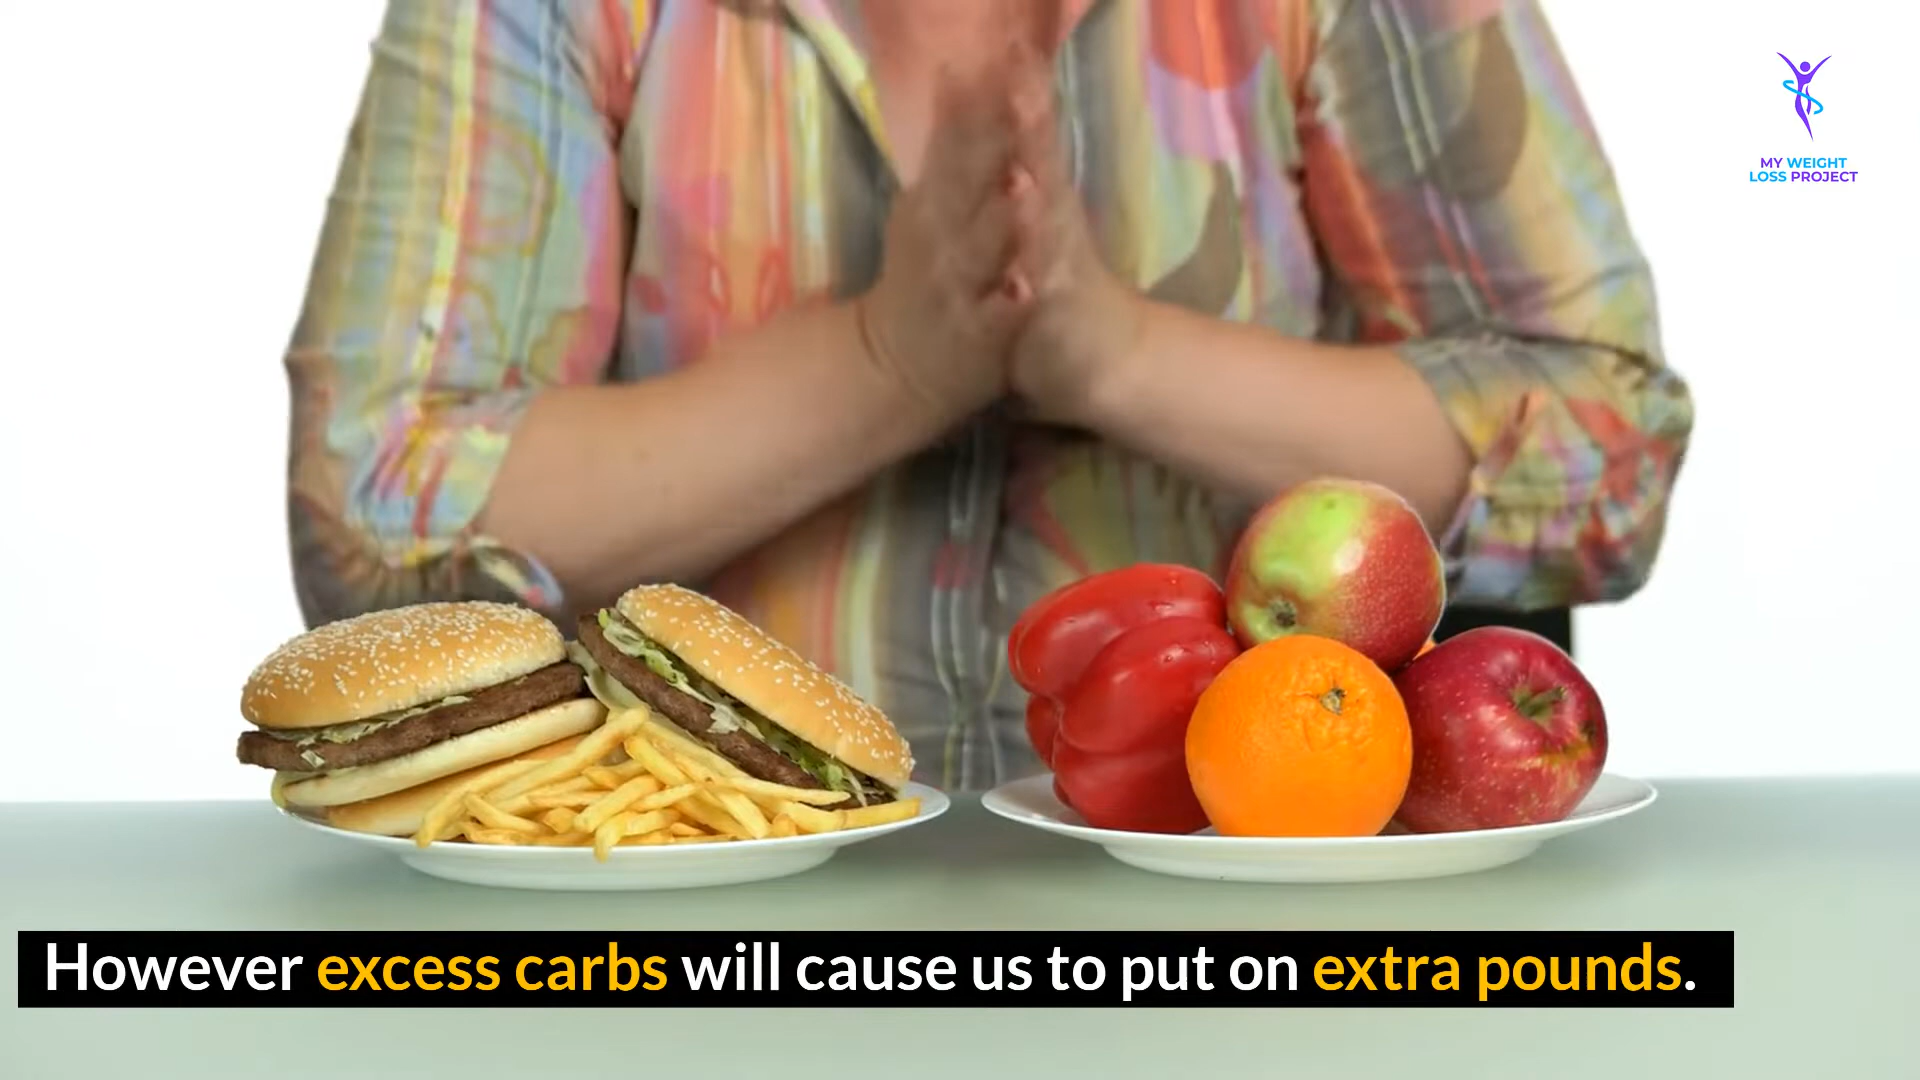 MY WEIGHT
LOSS PROJECT
However excess carbs will cause us to put on extra pounds.